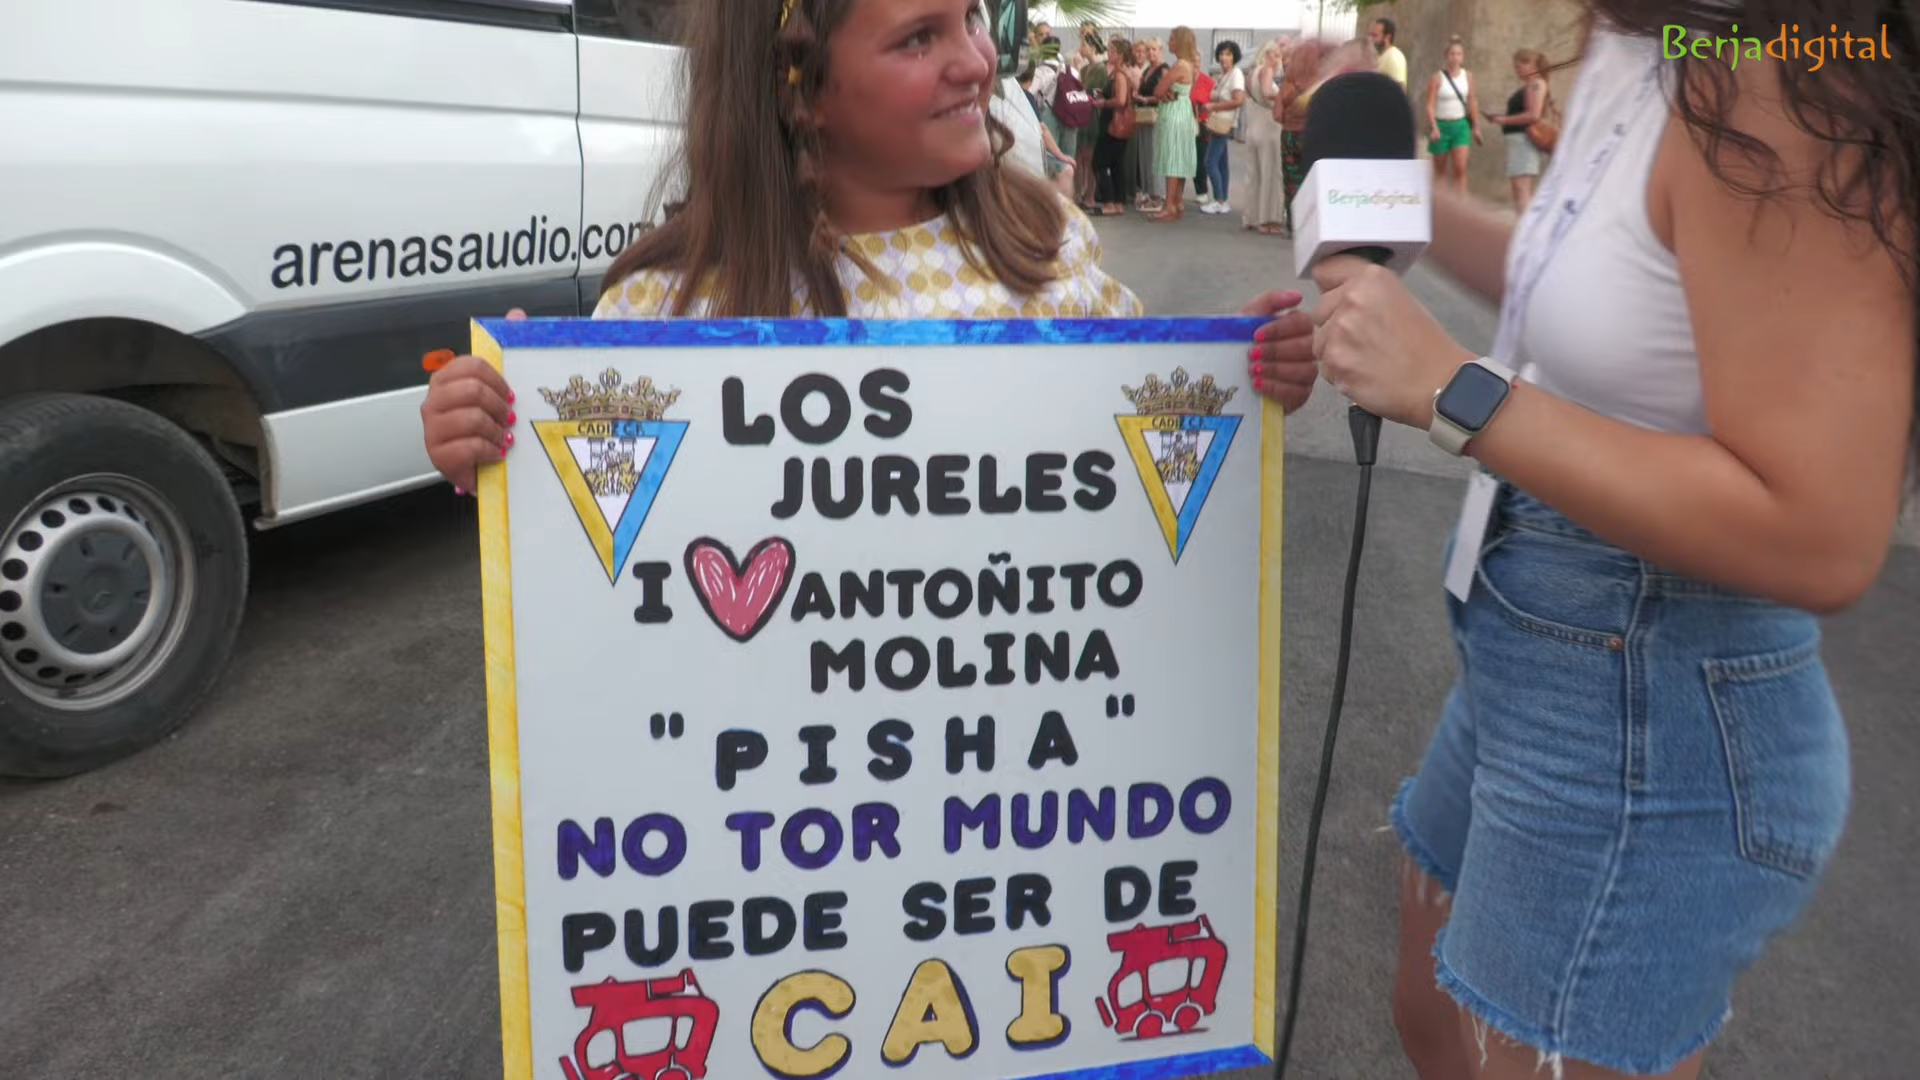 Berjadigital
arenasaudio.com
Berjadigital
CADIZ C.F.
CADIZ C.F.
LOS
JURELES
I ANTOÑITO
MOLINA
"PISHA"
NO TOR MUNDO
PUEDE SER DE
CAI